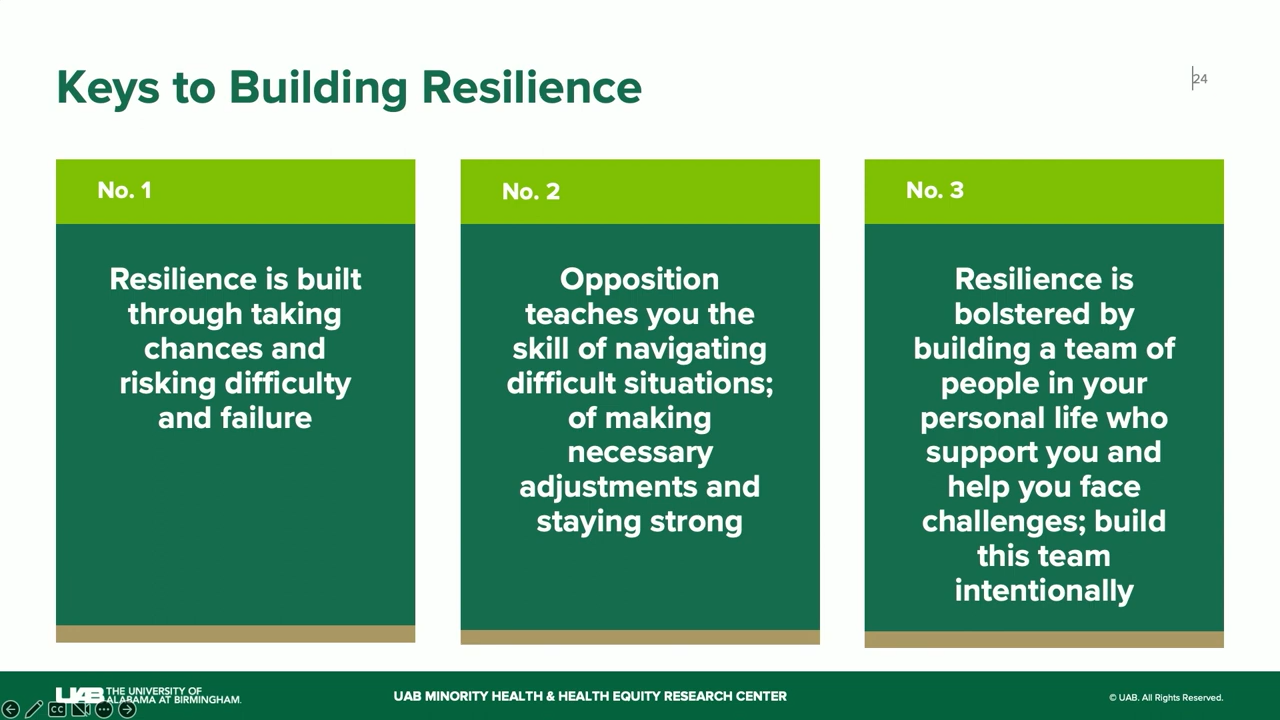 Keys to Building Resilience
24
No. 1
Resilience is built
through taking
chances and
risking difficulty
and failure
No. 2
Opposition
teaches you the
skill of navigating
difficult situations;
of making
necessary
adjustments and
staying strong
No. 3
Resilience is
bolstered by
building a team of
people in your
personal life who
support you and
help you face
challenges; build
this team
intentionally
UAB THE UNIVERSITY OF
ALABAMA AT BIRMINGHAM.
CC
UAB MINORITY HEALTH & HEALTH EQUITY RESEARCH CENTER
© UAB. All Rights Reserved.